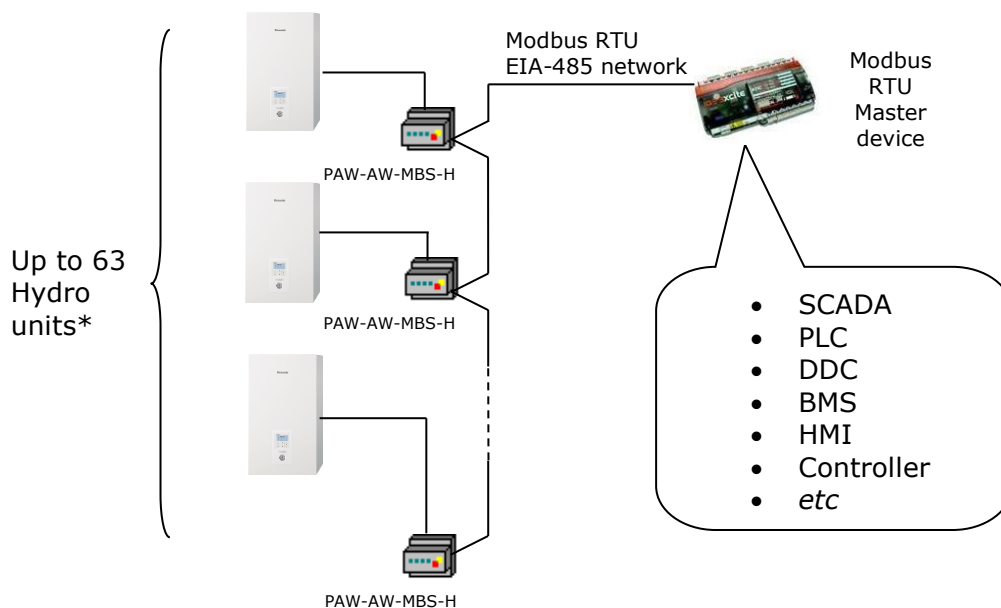 Modbus RTU
EIA-485 network
Modbus
RTU
Master
device
xcite
PAW-AW-MBS-H
Up to 63
Hydro
units*
PAW-AW-MBS-H
PAW-AW-MBS-H
• SCADA
• PLC
• DDC
• BMS
• HMI
• Controller
• etc